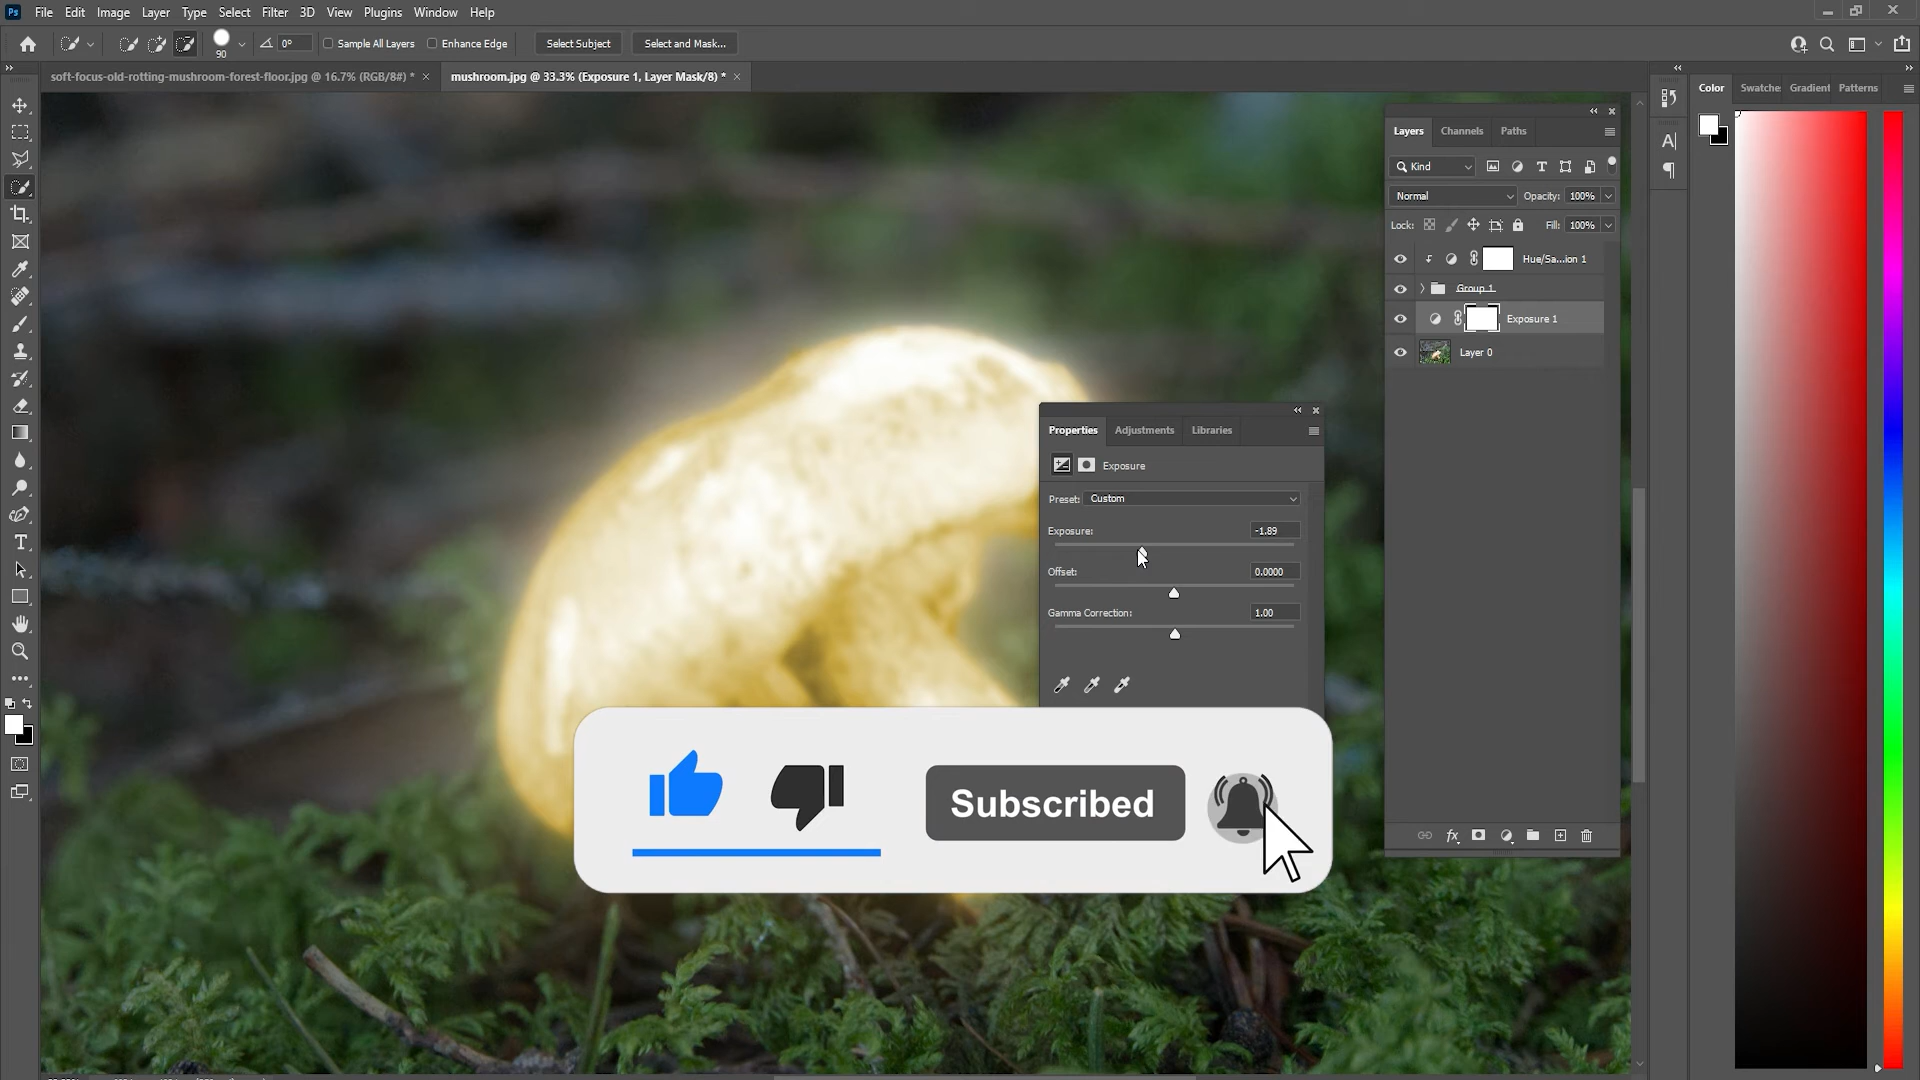 Ps File Edit Image Layer Type Select Filter 3D View Plugins Window Help
90 0° Sample All Layers Enhance Edge Select Subject Select and Mask...
soft-focus-old-rotting-mushroom-forest-floor.jpg @ 16.7% (RGB/8#) * × mushroom.jpg @ 33.3% (Exposure 1, Layer Mask/8) * ×
Color Swatche Gradient Patterns
Layers Channels Paths
Kind
Normal Opacity: 100%
Lock: Fill: 100%
Hue/Sa...ion 1
Group 1
Exposure 1
Layer 0
Properties Adjustments Libraries
Exposure
Preset: Custom
Exposure: -1.89
Offset: 0.0000
Gamma Correction: 1.00
Subscribed